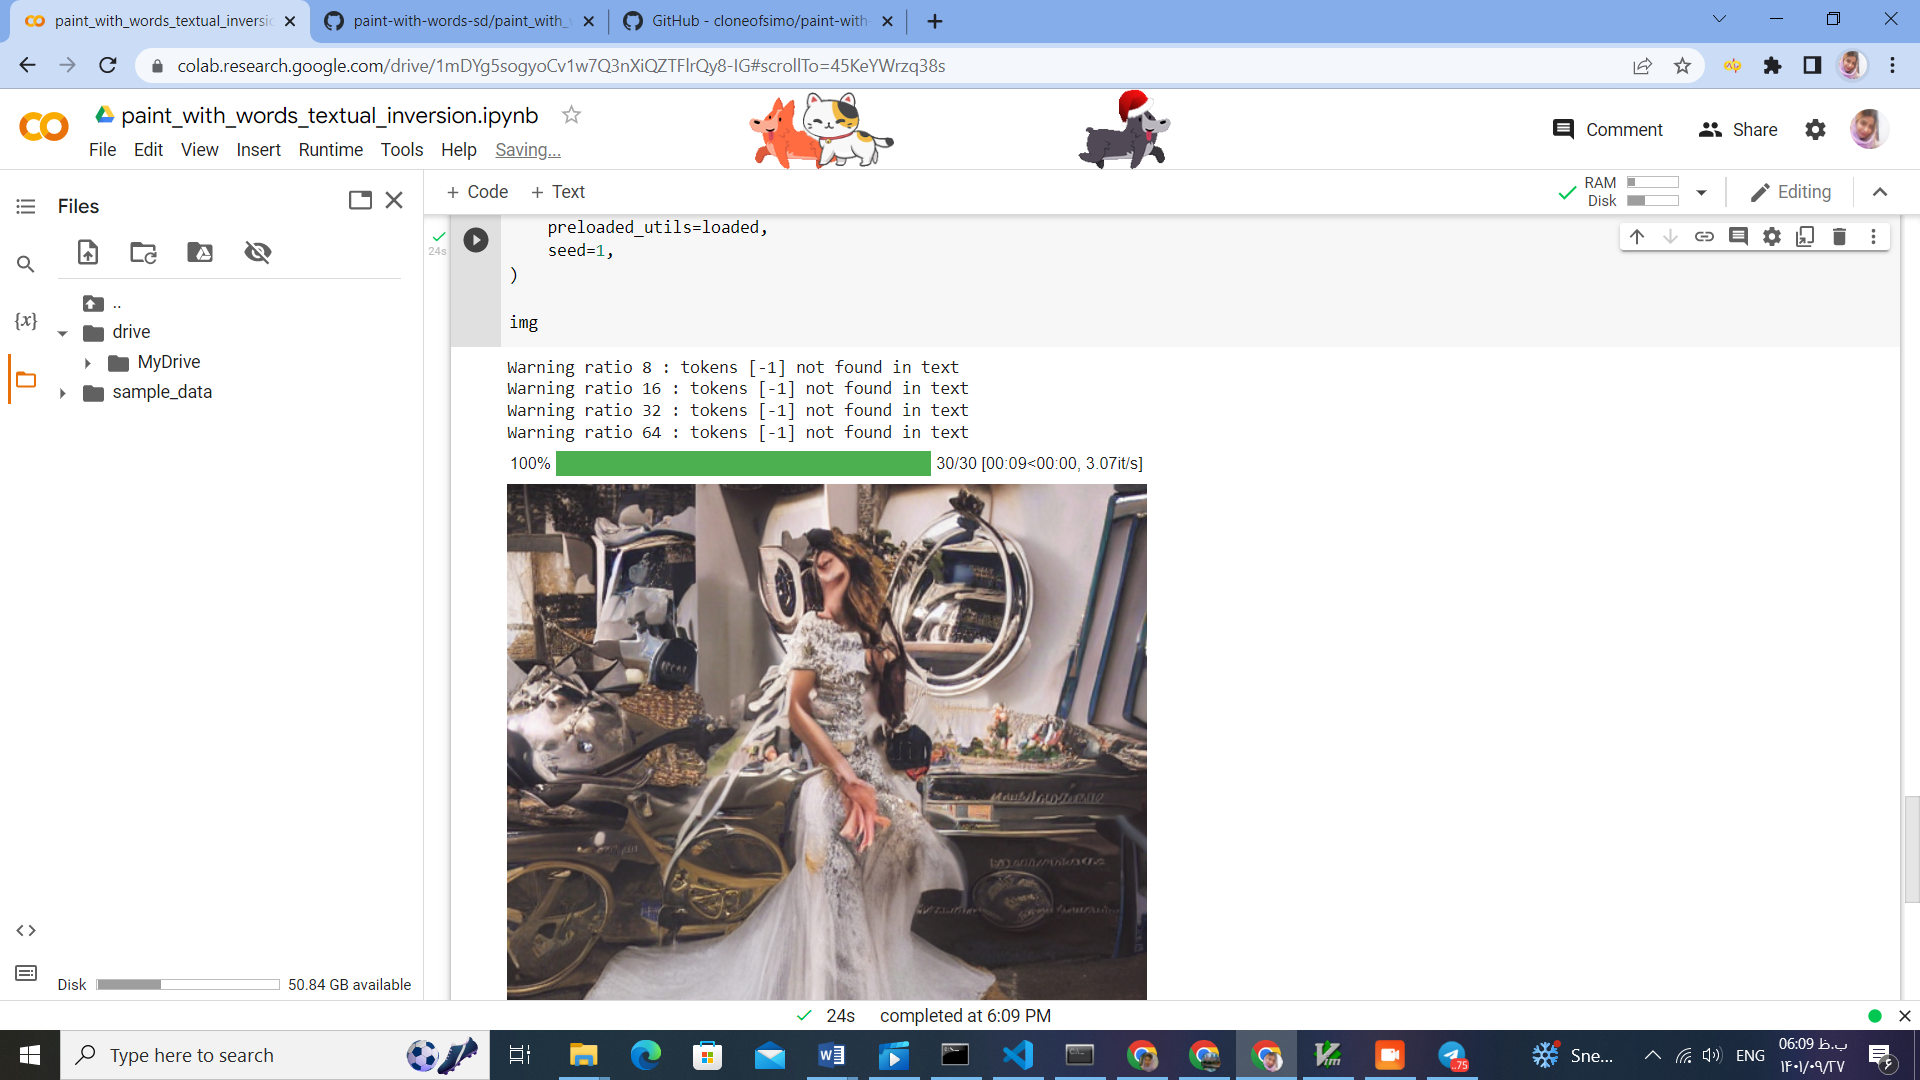 paint_with_words_textual_inversio
paint-with-words-sd/paint_with_
GitHub - cloneofsimo/paint-with-
colab.research.google.com/drive/1mDYg5sogyoCv1w7Q3nXiQZTFlrQy8-IG#scrollTo=45KeYWrzq38s
paint_with_words_textual_inversion.ipynb
File Edit View Insert Runtime Tools Help Saving...
Comment
Share
Files
+ Code + Text
RAM
Disk
Editing
..
drive
MyDrive
sample_data
{x}
24s
preloaded_utils=loaded,
seed=1,
)
img
Warning ratio 8 : tokens [-1] not found in text
Warning ratio 16 : tokens [-1] not found in text
Warning ratio 32 : tokens [-1] not found in text
Warning ratio 64 : tokens [-1] not found in text
100% 30/30 [00:09<00:00, 3.07it/s]
Disk 50.84 GB available
24s completed at 6:09 PM
Type here to search
..75
Sne...
ENG
06:09 ب.ظ
۱۴۰۱/۰۹/۲۷
۶